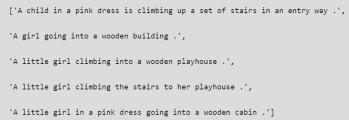 ['A child in a pink dress is climbing up a set of stairs in an entry way .',
'A girl going into a wooden building .',
'A little girl climbing into a wooden playhouse .',
'A little girl climbing the stairs to her playhouse .',
'A little girl in a pink dress going into a wooden cabin .']